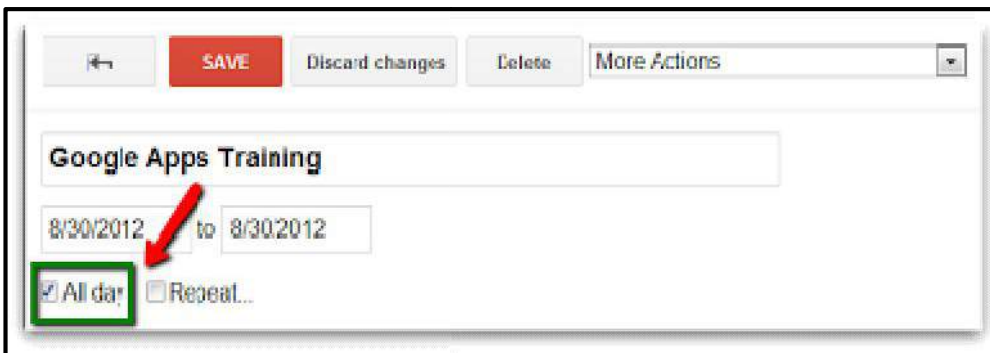 SAVE Discard changes Delete More Actions
Google Apps Training
8/30/2012 to 8/30/2012
All day Repeat...